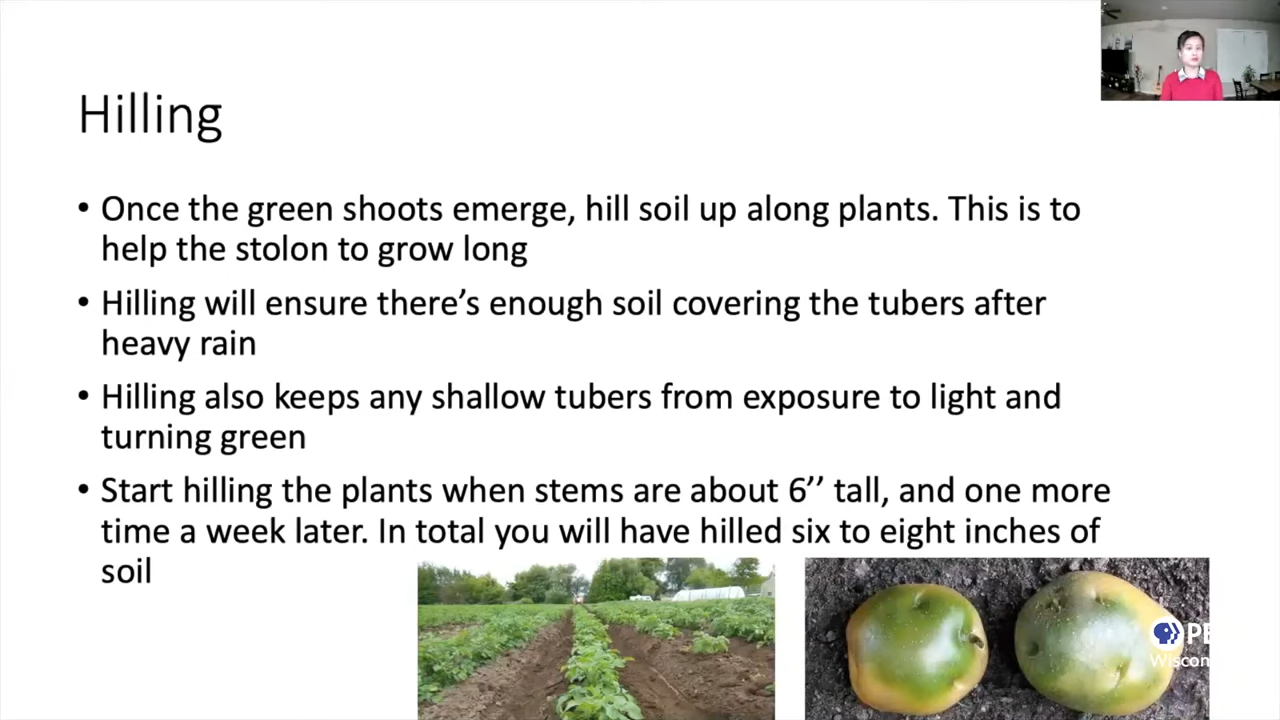 Hilling
• Once the green shoots emerge, hill soil up along plants. This is to
help the stolon to grow long
• Hilling will ensure there’s enough soil covering the tubers after
heavy rain
• Hilling also keeps any shallow tubers from exposure to light and
turning green
• Start hilling the plants when stems are about 6’’ tall, and one more
time a week later. In total you will have hilled six to eight inches of
soil